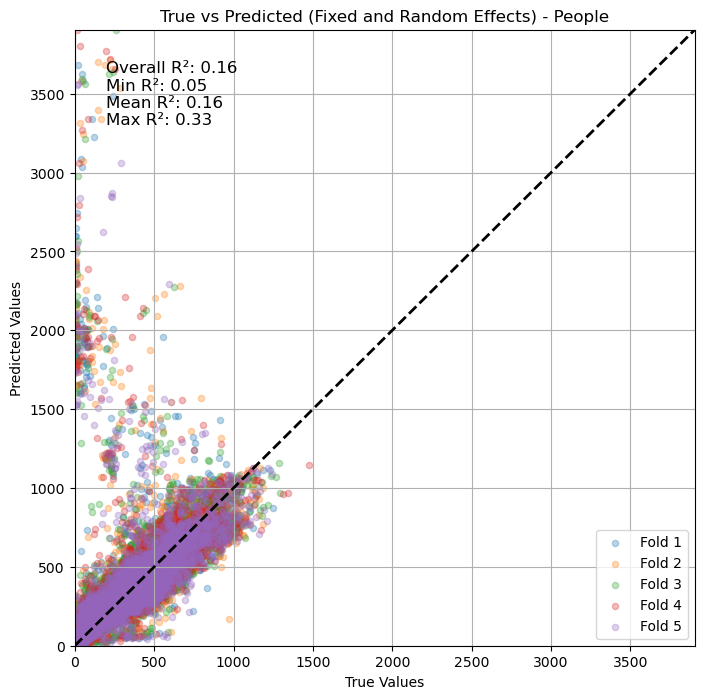 True vs Predicted (Fixed and Random Effects) - People
Overall R²: 0.16
Min R²: 0.05
Mean R²: 0.16
Max R²: 0.33
3500
3000
2500
2000
1500
1000
500
0
Predicted Values
0 500 1000 1500 2000 2500 3000 3500
True Values
Fold 1
Fold 2
Fold 3
Fold 4
Fold 5